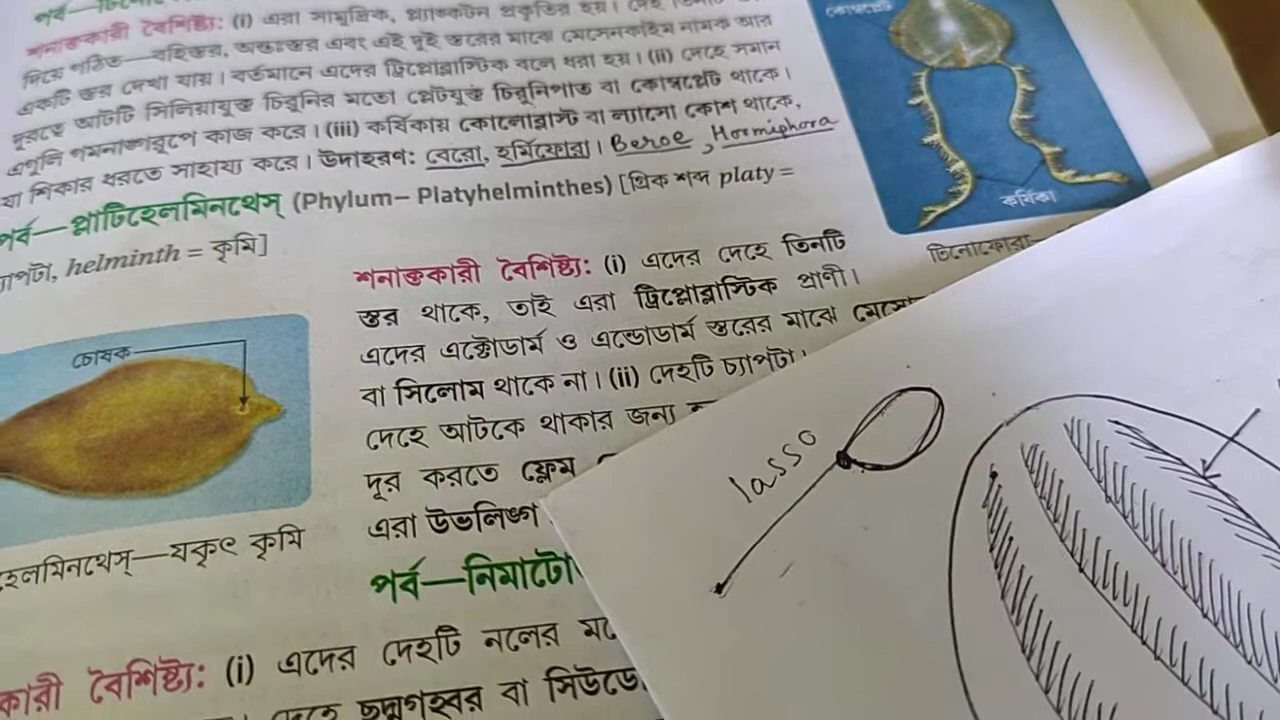 শনাক্তকারী বৈশিষ্ট্য: (i) এরা সামুদ্রিক, প্ল্যাঙ্কটন প্রকৃতির হয়।
দিয়ে গঠিত—বহিস্তর, অন্তঃস্তর এবং এই দুই স্তরের মাঝে মেসেনকাইম নামক আর
একটি স্তর দেখা যায়। বর্তমানে এদের ট্রিপ্লোব্লাস্টিক বলে ধরা হয়। (ii) দেহে সমান
দূরত্বে আটটি সিলিয়াযুক্ত চিরুনির মতো প্লেটযুক্ত চিরুনিপাত বা কোম্বপ্লেট থাকে।
এগুলি গমনাঙ্গরূপে কাজ করে। (iii) কর্ষিকায় কোলোব্লাস্ট বা ল্যাসো কোশ থাকে,
যা শিকার ধরতে সাহায্য করে। উদাহরণ: বেরো, হর্মিফোরা। Beroe, Hormiphora
কোম্বপ্লেট
কর্ষিকা
টিনোফোরা—
পর্ব—প্লাটিহেলমিনথেস্ (Phylum– Platyhelminthes) [গ্রিক শব্দ platy =
চ্যাপটা, helminth = কৃমি]
শনাক্তকারী বৈশিষ্ট্য: (i) এদের দেহে তিনটি
স্তর থাকে, তাই এরা ট্রিপ্লোব্লাস্টিক প্রাণী।
এদের এক্টোডার্ম ও এন্ডোডার্ম স্তরের মাঝে
বা সিলোম থাকে না। (ii) দেহটি চ্যাপটা।
দেহে আটকে থাকার জন্য
দূর করতে ফ্লেম
এরা উভলিঙ্গ
চোষক
হেলমিনথেস্—যকৃৎ কৃমি
পর্ব—নিমাটো
কারী বৈশিষ্ট্য: (i) এদের দেহটি নলের
দেহে ছদ্মগহ্বর বা সিউডো
lasso